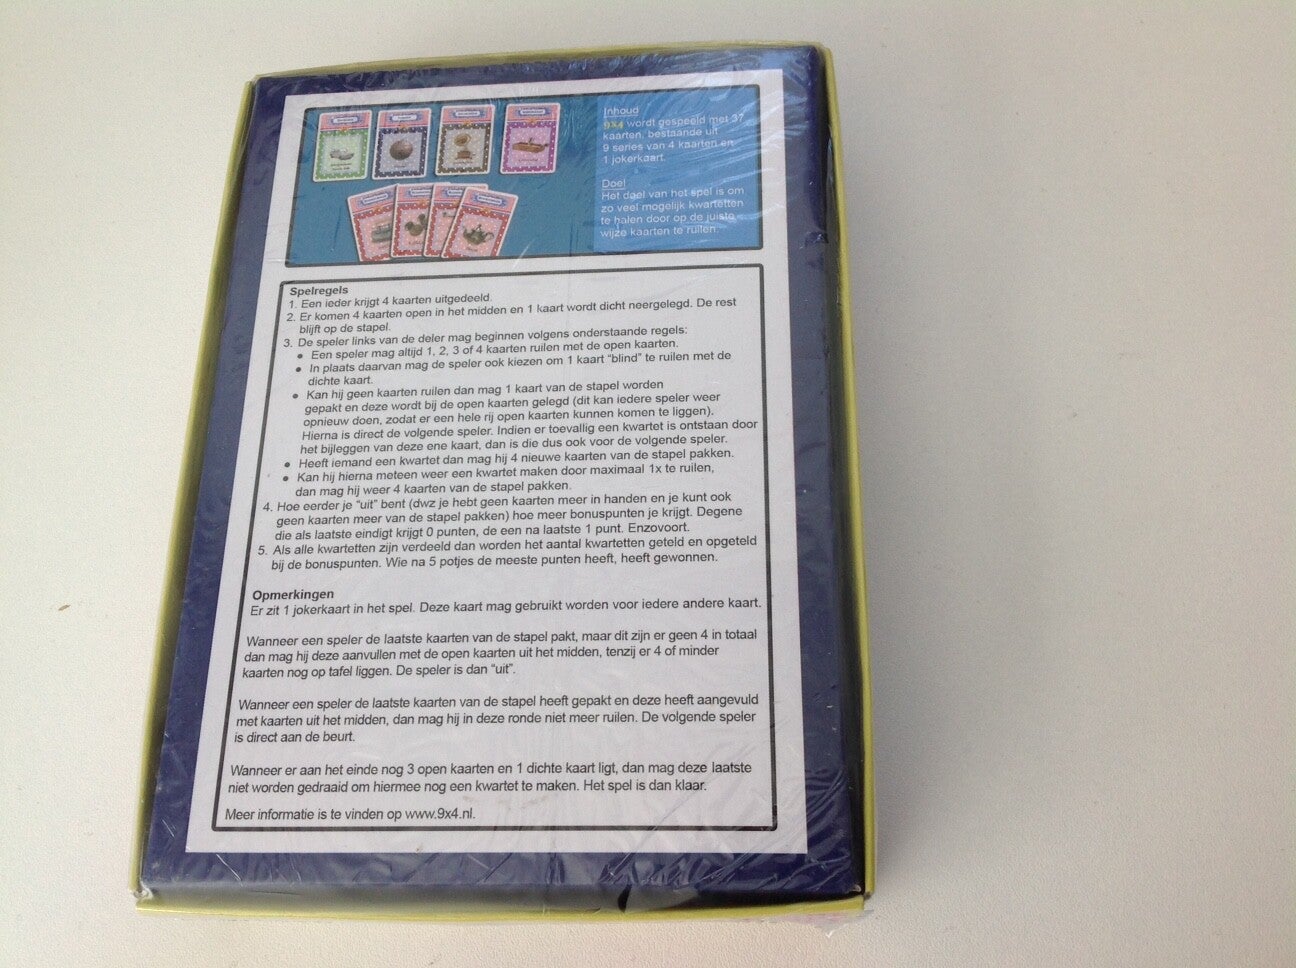 Inhoud
9x4 wordt gespeeld met 37
kaarten, bestaande uit
9 series van 4 kaarten en
1 jokerkaart.
Doel
Het doel van het spel is om
zo veel mogelijk kwartetten
te halen door op de juiste
wijze kaarten te ruilen.
Spelregels
1. Een ieder krijgt 4 kaarten uitgedeeld.
2. Er komen 4 kaarten open in het midden en 1 kaart wordt dicht neergelegd. De rest
blijft op de stapel.
3. De speler links van de deler mag beginnen volgens onderstaande regels:
• Een speler mag altijd 1, 2, 3 of 4 kaarten ruilen met de open kaarten.
• In plaats daarvan mag de speler ook kiezen om 1 kaart “blind” te ruilen met de
dichte kaart.
• Kan hij geen kaarten ruilen dan mag 1 kaart van de stapel worden
gepakt en deze wordt bij de open kaarten gelegd (dit kan iedere speler weer
opnieuw doen, zodat er een hele rij open kaarten kunnen komen te liggen).
Hierna is direct de volgende speler. Indien er toevallig een kwartet is ontstaan door
het bijleggen van deze ene kaart, dan is die dus ook voor de volgende speler.
• Heeft iemand een kwartet dan mag hij 4 nieuwe kaarten van de stapel pakken.
• Kan hij hierna meteen weer een kwartet maken door maximaal 1x te ruilen,
dan mag hij weer 4 kaarten van de stapel pakken.
4. Hoe eerder je “uit” bent (dwz je hebt geen kaarten meer in handen en je kunt ook
geen kaarten meer van de stapel pakken) hoe meer bonuspunten je krijgt. Degene
die als laatste eindigt krijgt 0 punten, de een na laatste 1 punt. Enzovoort.
5. Als alle kwartetten zijn verdeeld dan worden het aantal kwartetten geteld en opgeteld
bij de bonuspunten. Wie na 5 potjes de meeste punten heeft, heeft gewonnen.
Opmerkingen
Er zit 1 jokerkaart in het spel. Deze kaart mag gebruikt worden voor iedere andere kaart.
Wanneer een speler de laatste kaarten van de stapel pakt, maar dit zijn er geen 4 in totaal
dan mag hij deze aanvullen met de open kaarten uit het midden, tenzij er 4 of minder
kaarten nog op tafel liggen. De speler is dan “uit”.
Wanneer een speler de laatste kaarten van de stapel heeft gepakt en deze heeft aangevuld
met kaarten uit het midden, dan mag hij in deze ronde niet meer ruilen. De volgende speler
is direct aan de beurt.
Wanneer er aan het einde nog 3 open kaarten en 1 dichte kaart ligt, dan mag deze laatste
niet worden gedraaid om hiermee nog een kwartet te maken. Het spel is dan klaar.
Meer informatie is te vinden op www.9x4.nl.